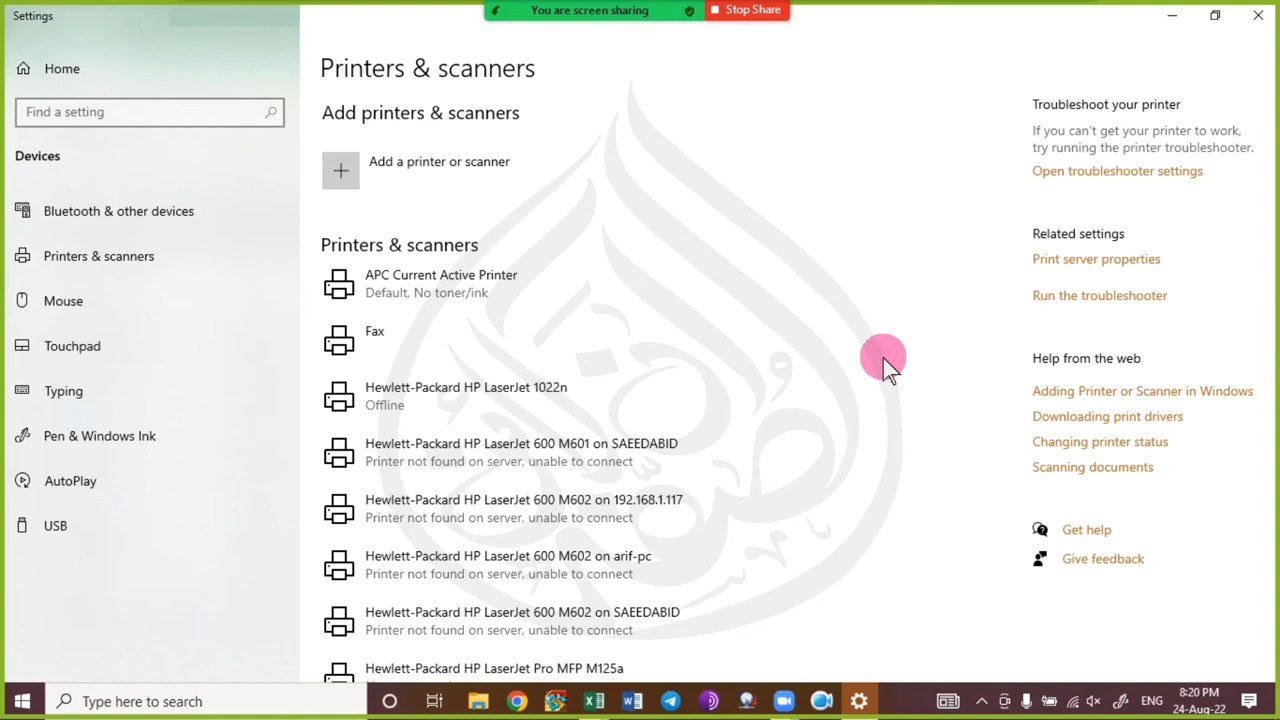 Settings
You are screen sharing
Stop Share
Home
Find a setting
Devices
Bluetooth & other devices
Printers & scanners
Mouse
Touchpad
Typing
Pen & Windows Ink
AutoPlay
USB
Printers & scanners
Add printers & scanners
Add a printer or scanner
Printers & scanners
APC Current Active Printer
Default, No toner/ink
Fax
Hewlett-Packard HP LaserJet 1022n
Offline
Hewlett-Packard HP LaserJet 600 M601 on SAEEDABID
Printer not found on server, unable to connect
Hewlett-Packard HP LaserJet 600 M602 on 192.168.1.117
Printer not found on server, unable to connect
Hewlett-Packard HP LaserJet 600 M602 on arif-pc
Printer not found on server, unable to connect
Hewlett-Packard HP LaserJet 600 M602 on SAEEDABID
Printer not found on server, unable to connect
Hewlett-Packard HP LaserJet Pro MFP M125a
Troubleshoot your printer
If you can't get your printer to work,
try running the printer troubleshooter.
Open troubleshooter settings
Related settings
Print server properties
Run the troubleshooter
Help from the web
Adding Printer or Scanner in Windows
Downloading print drivers
Changing printer status
Scanning documents
Get help
Give feedback
Type here to search
ENG
8:20 PM
24-Aug-22